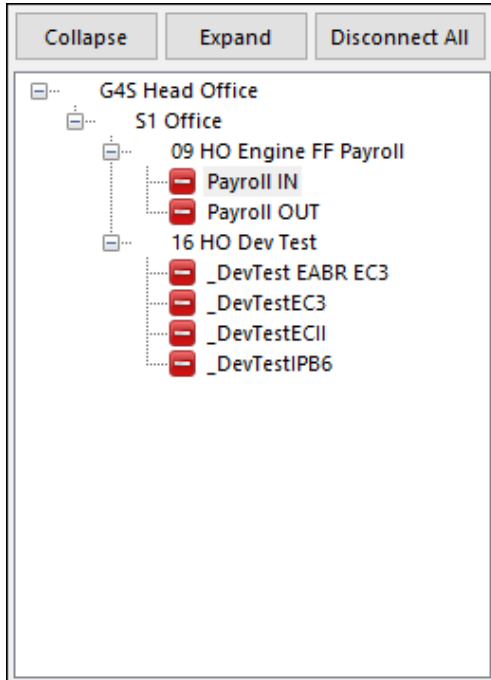 Collapse Expand Disconnect All
G4S Head Office
S1 Office
09 HO Engine FF Payroll
Payroll IN
Payroll OUT
16 HO Dev Test
_DevTest EABR EC3
_DevTestEC3
_DevTestECII
_DevTestIPB6